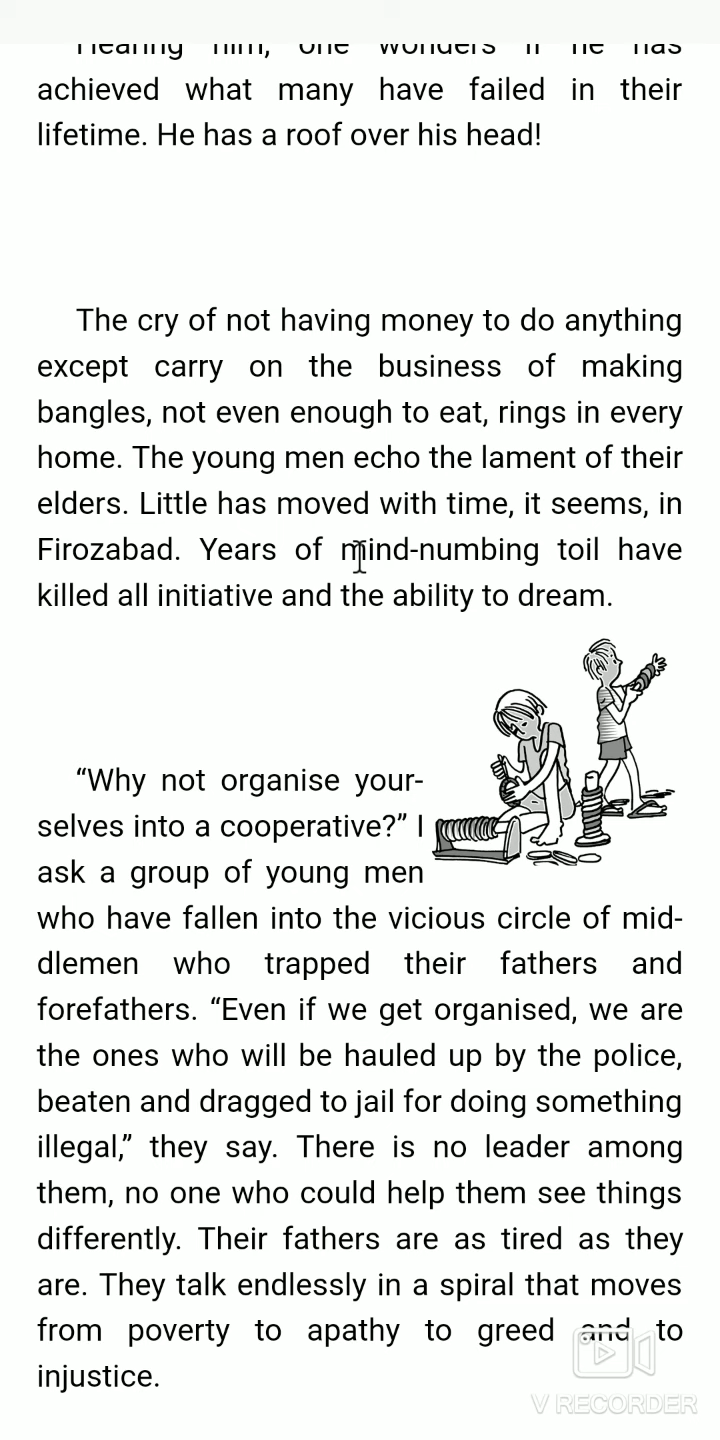 Hearing him, one wonders if he has
achieved what many have failed in their
lifetime. He has a roof over his head!
The cry of not having money to do anything
except carry on the business of making
bangles, not even enough to eat, rings in every
home. The young men echo the lament of their
elders. Little has moved with time, it seems, in
Firozabad. Years of mind-numbing toil have
killed all initiative and the ability to dream.
“Why not organise your-
selves into a cooperative?” I
ask a group of young men
who have fallen into the vicious circle of mid-
dlemen who trapped their fathers and
forefathers. “Even if we get organised, we are
the ones who will be hauled up by the police,
beaten and dragged to jail for doing something
illegal,” they say. There is no leader among
them, no one who could help them see things
differently. Their fathers are as tired as they
are. They talk endlessly in a spiral that moves
from poverty to apathy to greed and to
injustice.
V RECORDER